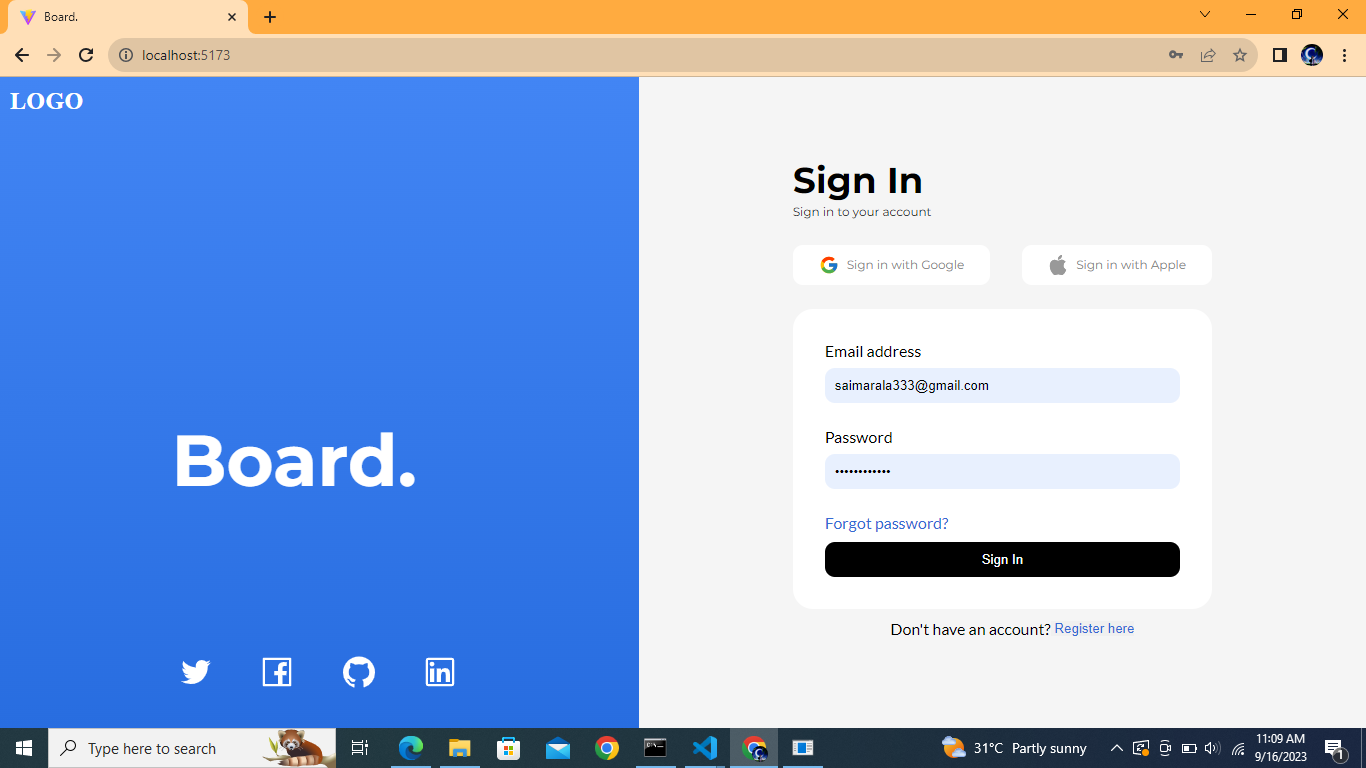 Board.
localhost:5173
LOGO
Board.
Sign In
Sign in to your account
Sign in with Google
Sign in with Apple
Email address
saimarala333@gmail.com
Password
••••••••••••
Forgot password?
Sign In
Don't have an account? Register here
Type here to search
31°C Partly sunny
11:09 AM
9/16/2023
1